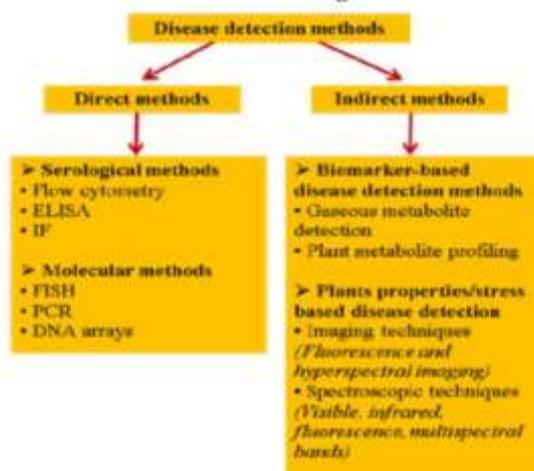 Disease detection methods
Direct methods
Indirect methods
➢ Serological methods
• Flow cytometry
• ELISA
• IF
➢ Molecular methods
• FISH
• PCR
• DNA arrays
➢ Biomarker-based
disease detection methods
• Gaseous metabolite
detection
• Plant metabolite profiling
➢ Plants properties/stress
based disease detection
• Imaging techniques
(Fluorescence and
hyperspectral imaging)
• Spectroscopic techniques
(Visible, infrared,
fluorescence, multispectral
bands)